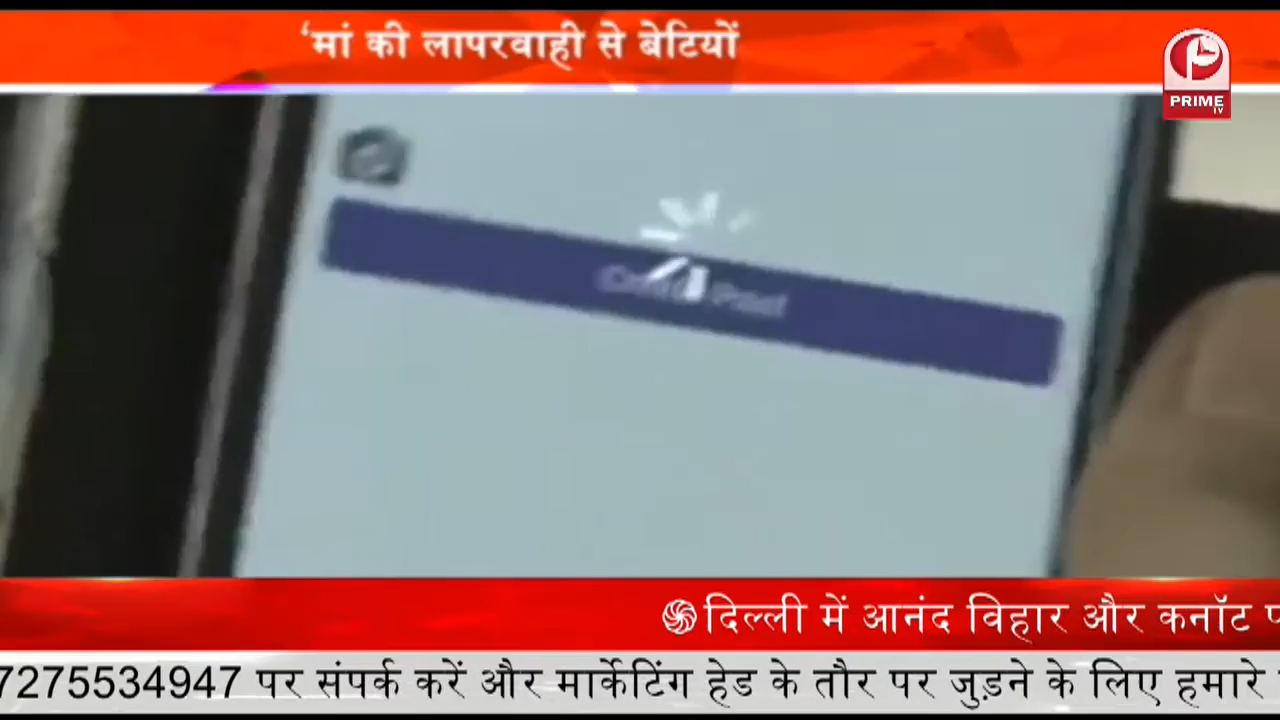 ‘मां की लापरवाही से बेटियों
PRIME
TV
दिल्ली में आनंद विहार और कनॉट
7275534947 पर संपर्क करें और मार्केटिंग हेड के तौर पर जुड़ने के लिए हमारे